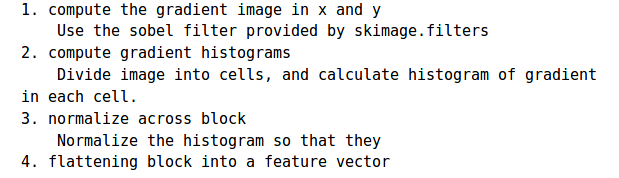 1. compute the gradient image in x and y
Use the sobel filter provided by skimage.filters
2. compute gradient histograms
Divide image into cells, and calculate histogram of gradient
in each cell.
3. normalize across block
Normalize the histogram so that they
4. flattening block into a feature vector